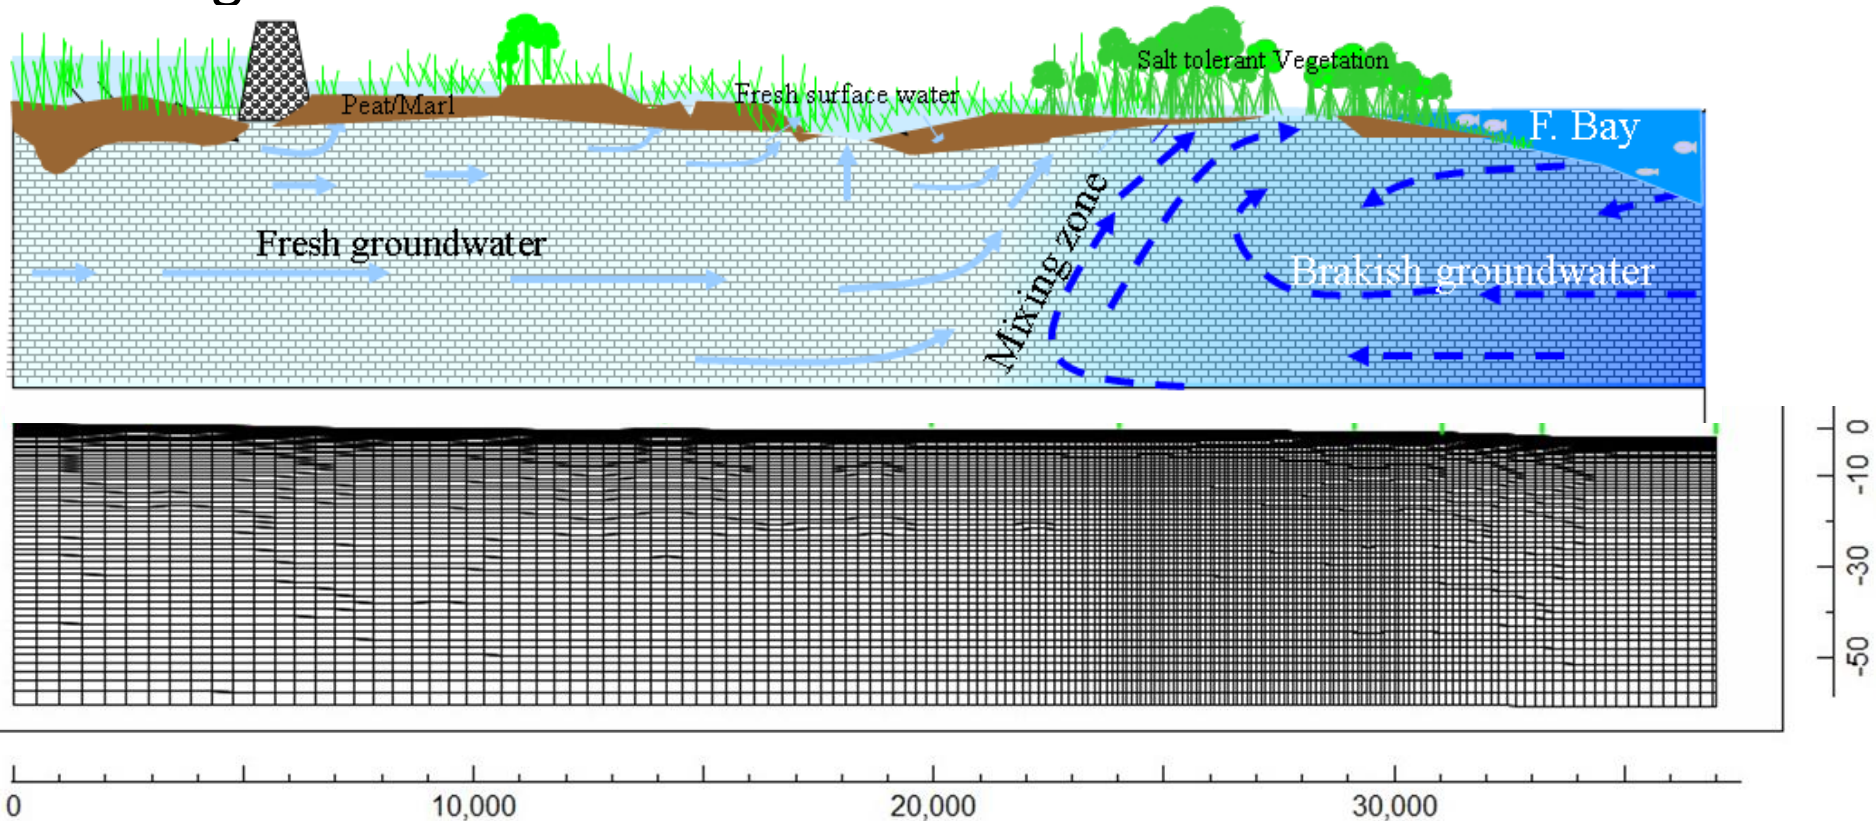 Salt tolerant Vegetation
Peat/Marl
Fresh surface water
F. Bay
Fresh groundwater
Mixing zone
Brakish groundwater
0
-10
-30
-50
0
10,000
20,000
30,000